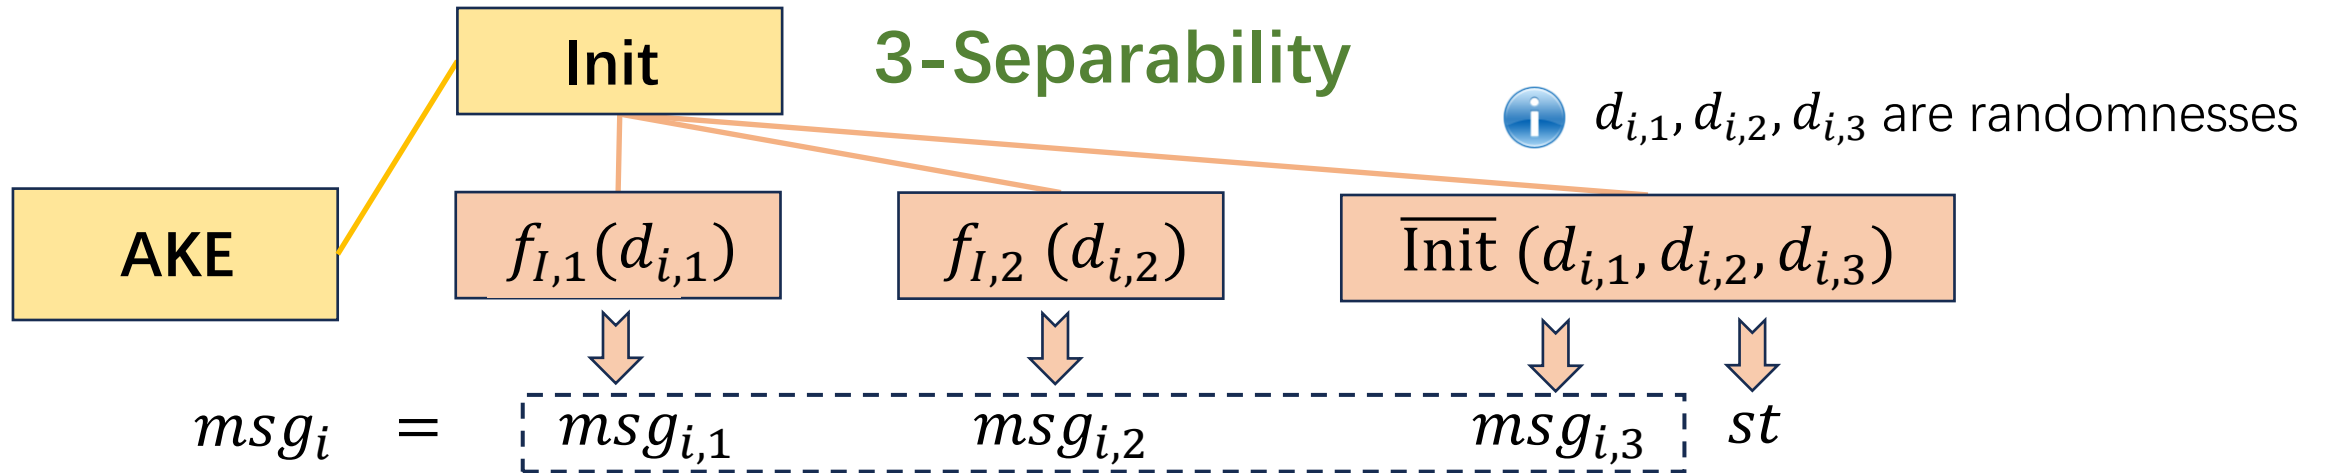 Init
3-Separability
i
d_{i,1}, d_{i,2}, d_{i,3} are randomnesses
AKE
f_{I,1}(d_{i,1})
f_{I,2} (d_{i,2})
\overline{Init} (d_{i,1}, d_{i,2}, d_{i,3})
msg_i = msg_{i,1} msg_{i,2} msg_{i,3} st